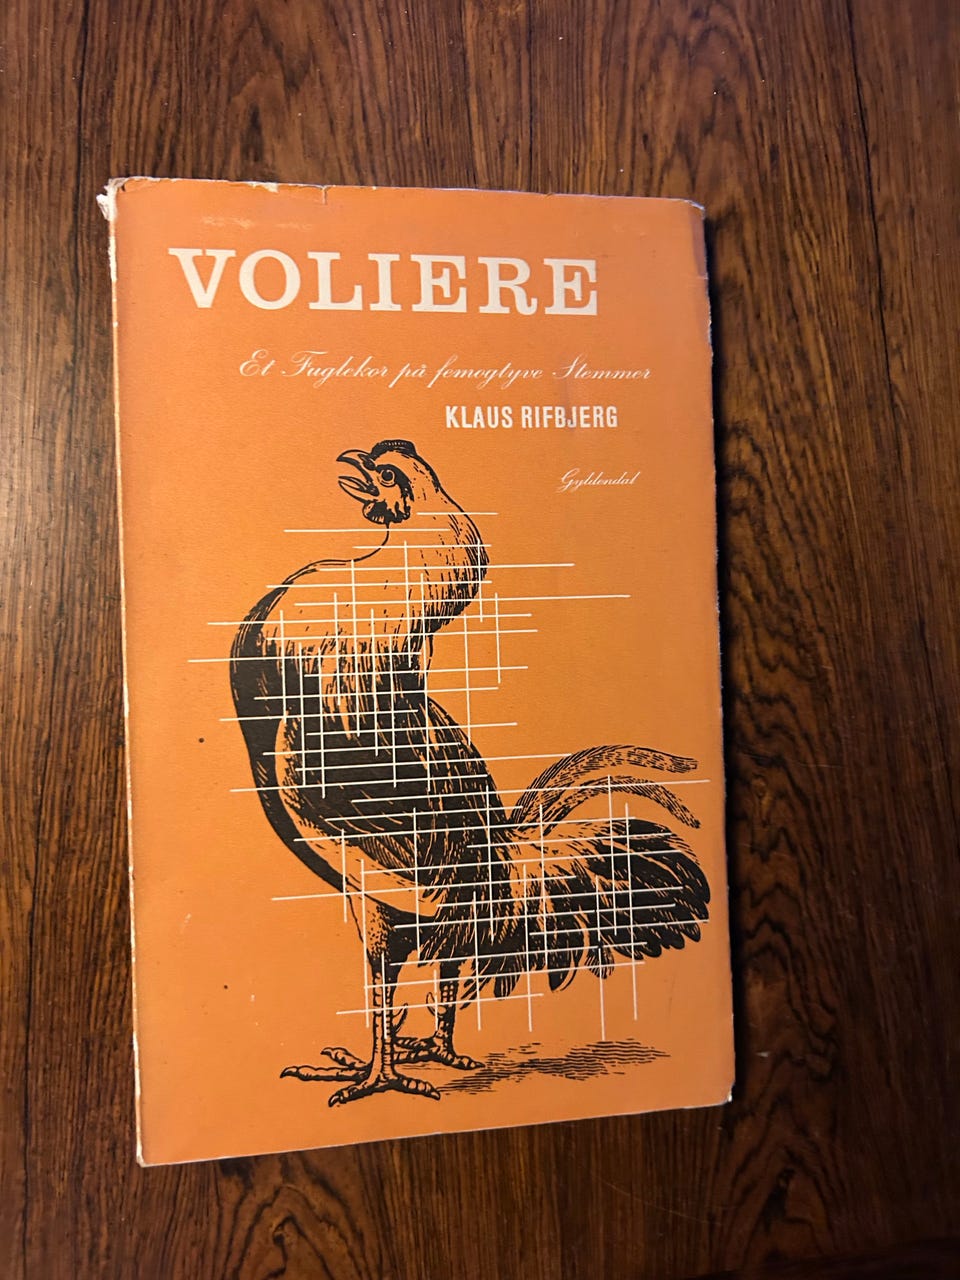 VOLIERE
Et Fuglekor på femogtyve Stemmer
KLAUS RIFBJERG
Gyldendal